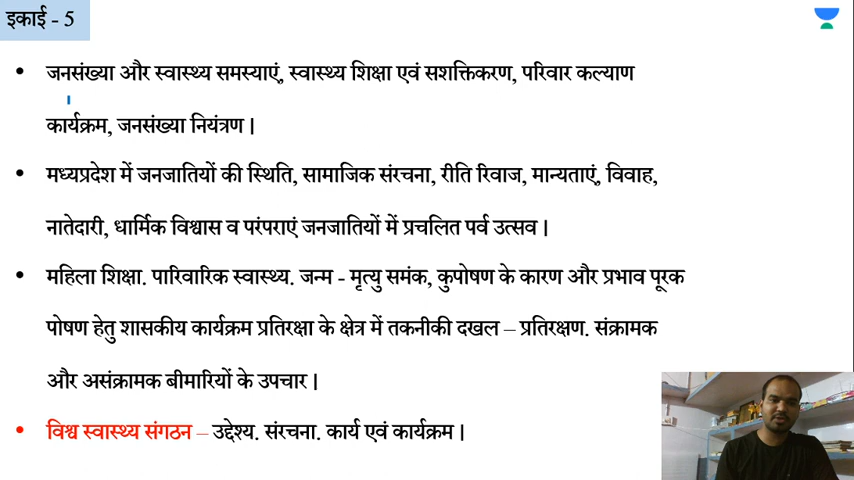 इकाई - 5
• जनसंख्या और स्वास्थ्य समस्याएं, स्वास्थ्य शिक्षा एवं सशक्तिकरण, परिवार कल्याण
कार्यक्रम, जनसंख्या नियंत्रण |
• मध्यप्रदेश में जनजातियों की स्थिति, सामाजिक संरचना, रीति रिवाज, मान्यताएं, विवाह,
नातेदारी, धार्मिक विश्वास व परंपराएं जनजातियों में प्रचलित पर्व उत्सव |
• महिला शिक्षा. पारिवारिक स्वास्थ्य. जन्म - मृत्यु समंक, कुपोषण के कारण और प्रभाव पूरक
पोषण हेतु शासकीय कार्यक्रम प्रतिरक्षा के क्षेत्र में तकनीकी दखल – प्रतिरक्षण. संक्रामक
और असंक्रामक बीमारियों के उपचार |
• विश्व स्वास्थ्य संगठन – उद्देश्य. संरचना. कार्य एवं कार्यक्रम |